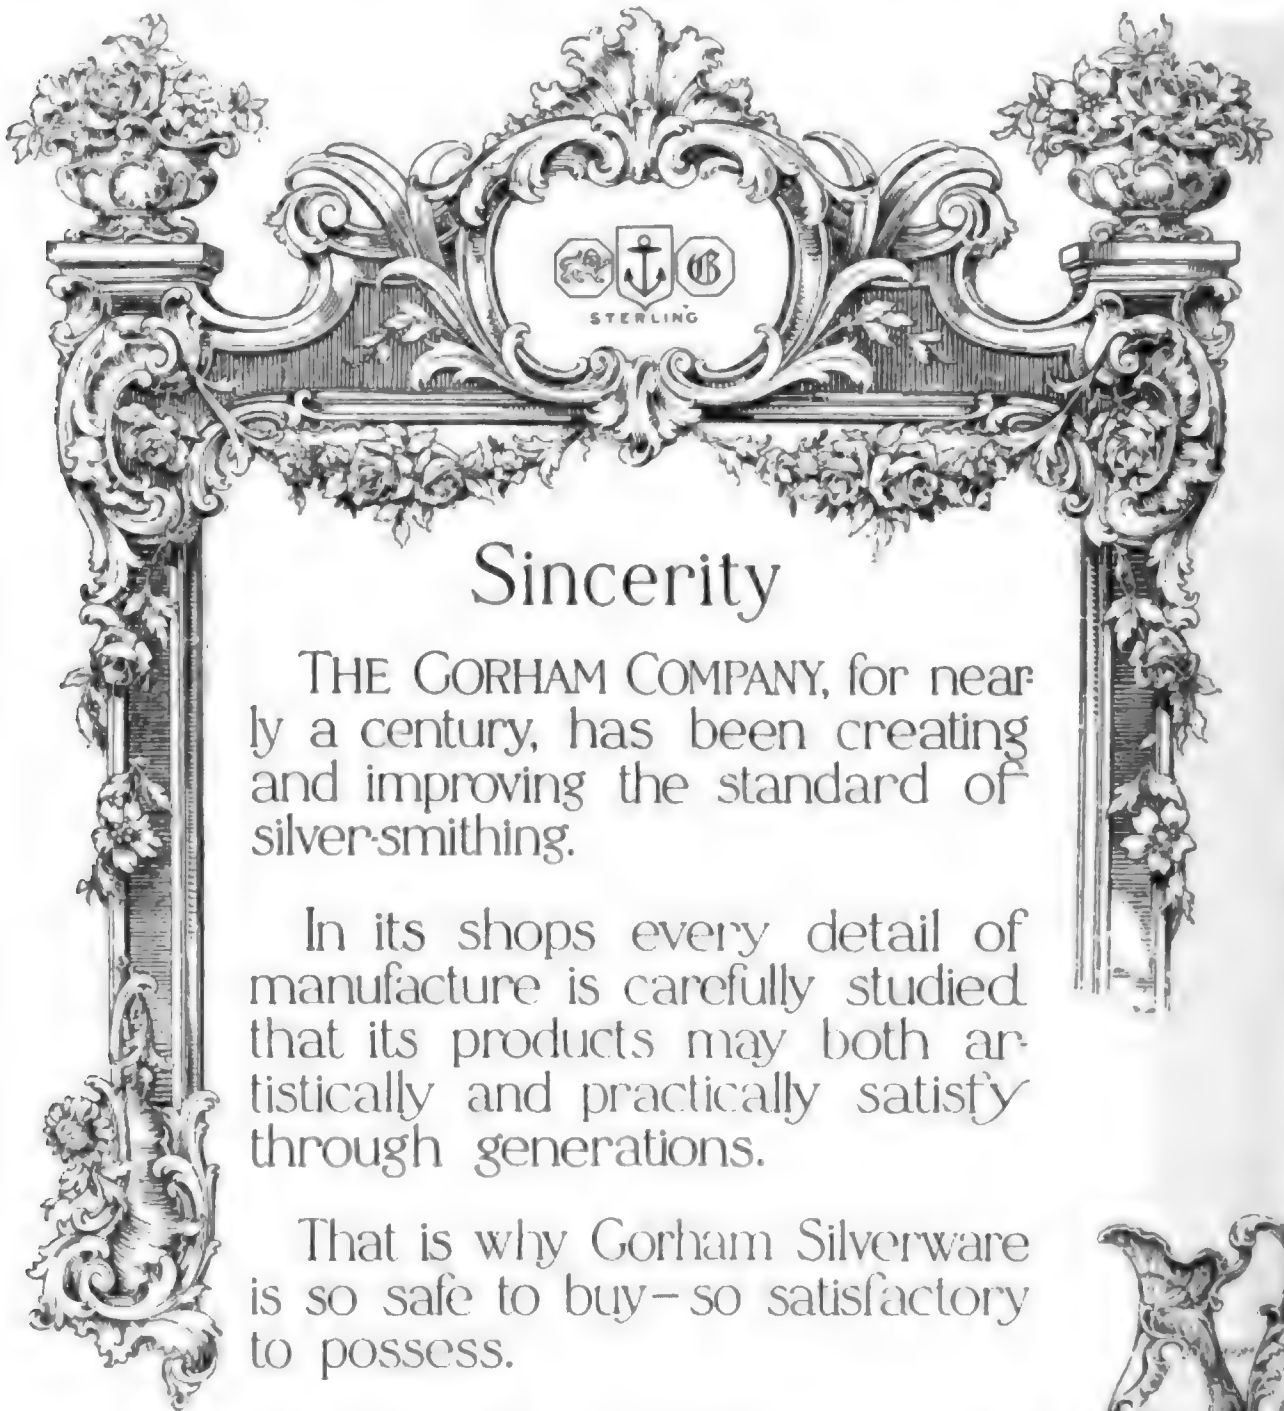 G
STERLING
Sincerity
THE GORHAM COMPANY, for near-
ly a century, has been creating
and improving the standard of
silver-smithing.
In its shops every detail of
manufacture is carefully studied
that its products may both ar-
tistically and practically satisfy
through generations.
That is why Gorham Silverware
is so safe to buy—so satisfactory
to possess.